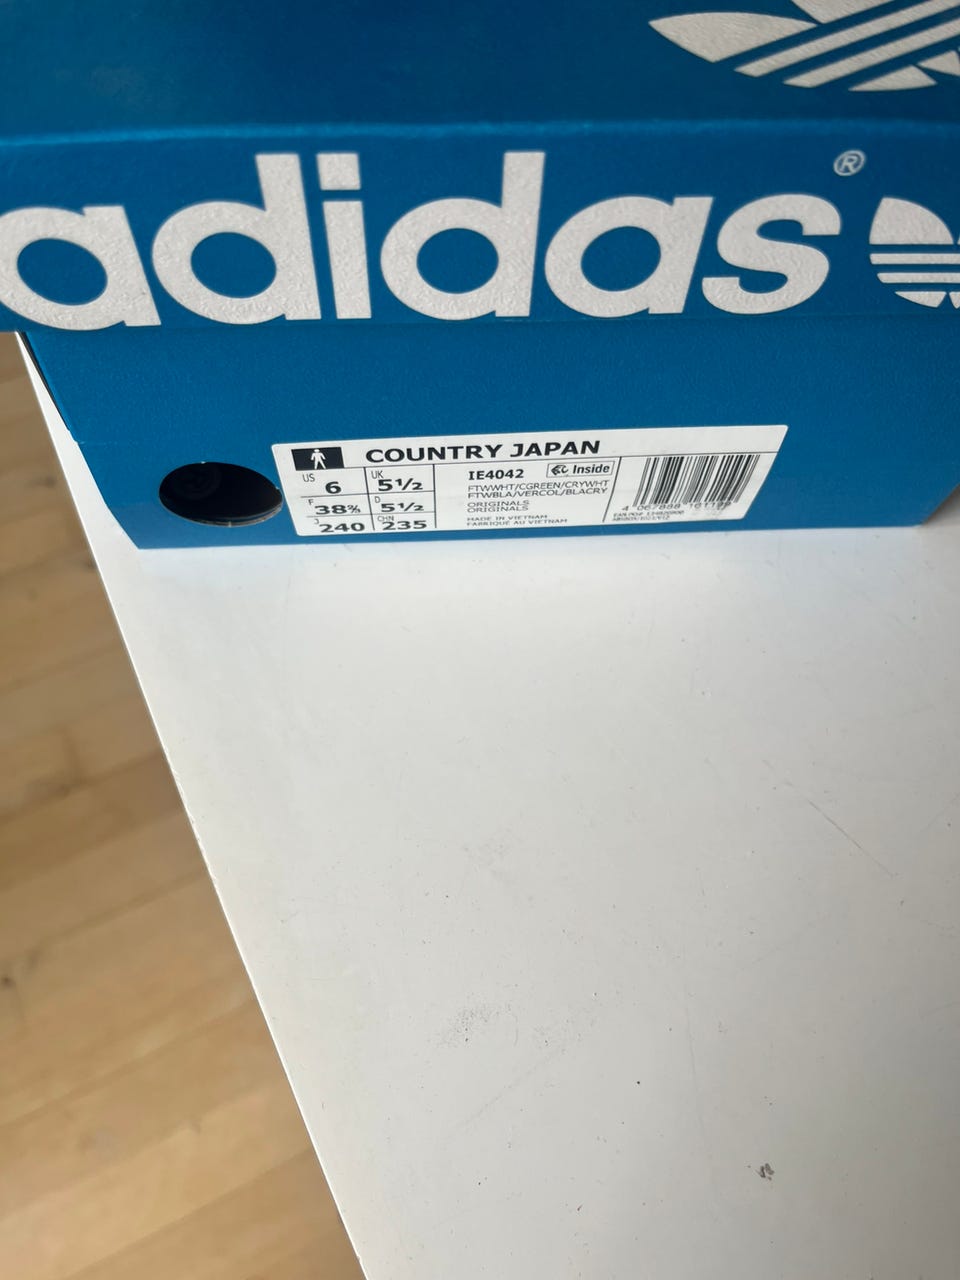 adidas®
COUNTRY JAPAN
US 6 UK 5½
F 38⅔ D 5½
J 240 CHN 235
IE4042 Inside
FTWWHT/CGREEN/CRYWHT
FTWBLA/VERCOL/BLACRY
ORIGINALS
ORIGINALS
MADE IN VIETNAM
FABRIQUÉ AU VIETNAM